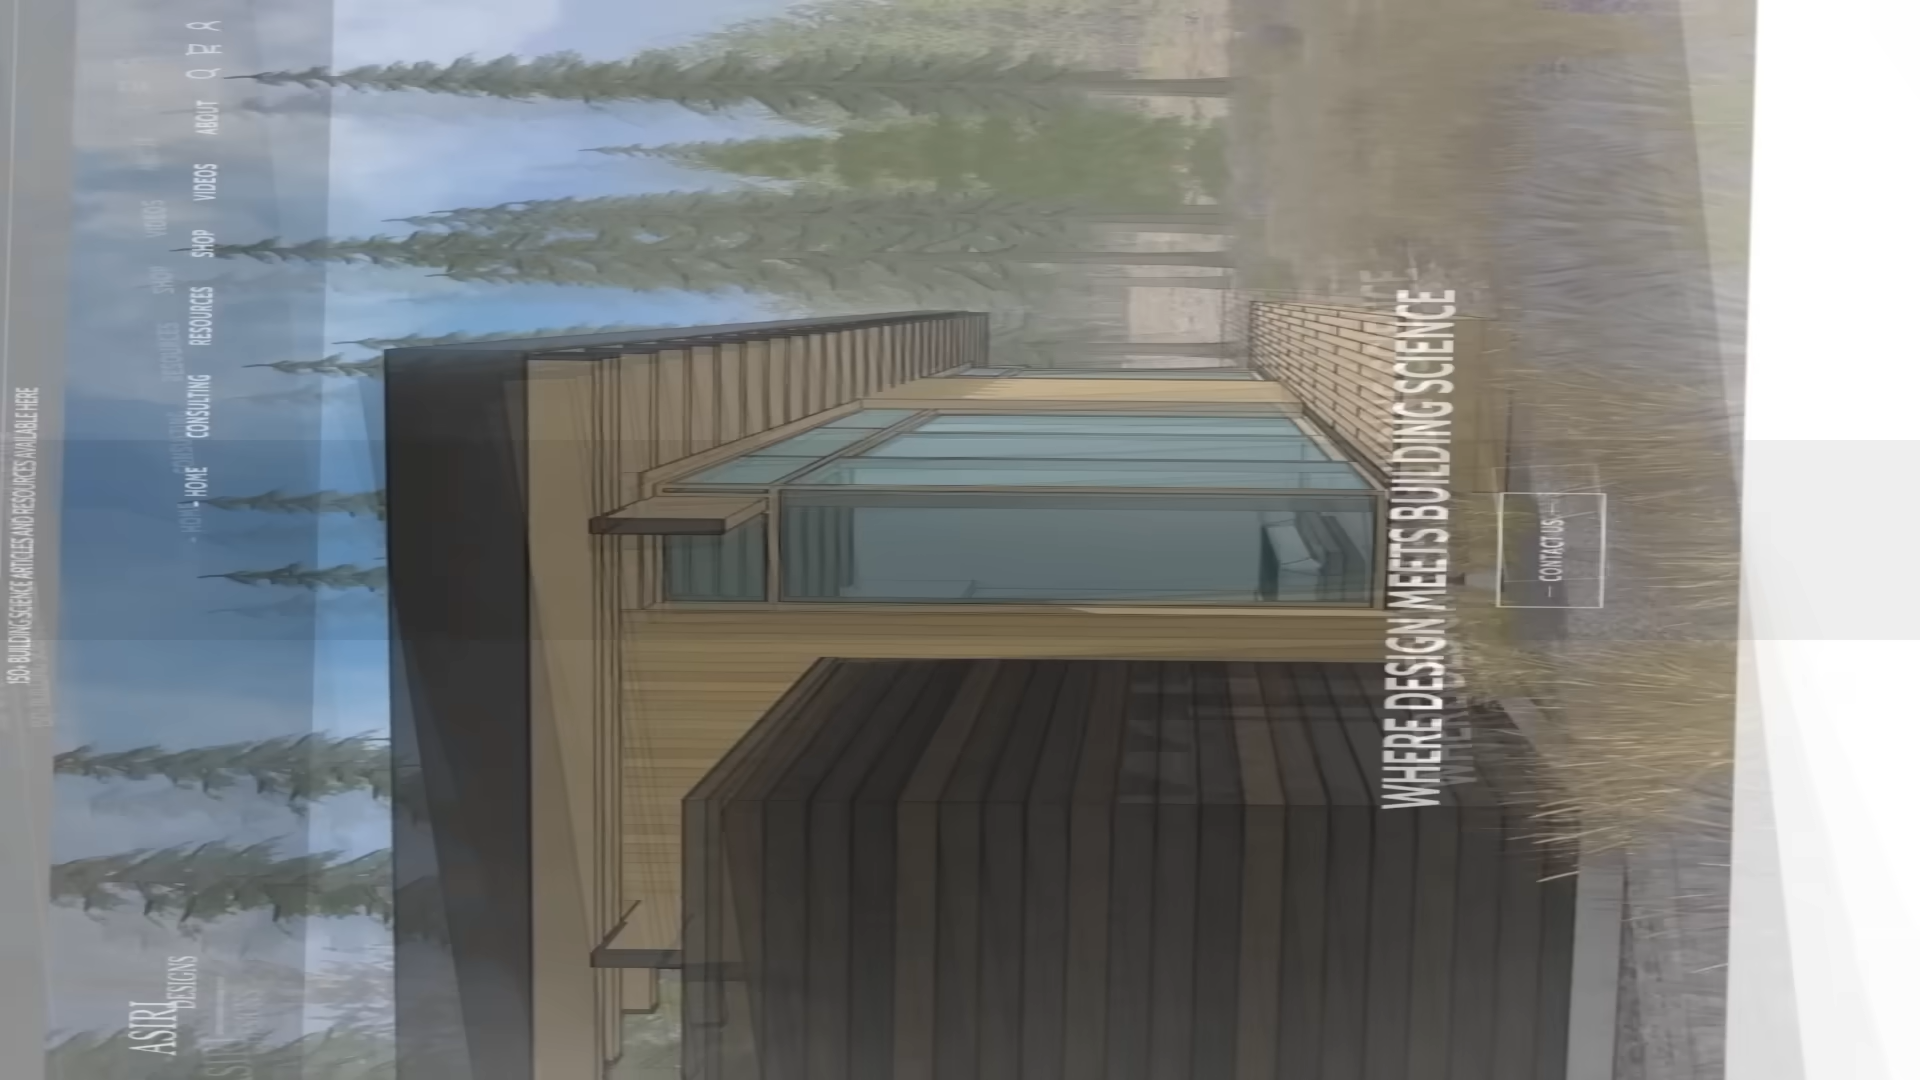 150+ BUILDING SCIENCE ARTICLES AND RESOURCES AVAILABLE HERE
ASIRI
DESIGNS
HOME CONSULTING RESOURCES SHOP VIDEOS ABOUT
WHERE DESIGN MEETS BUILDING SCIENCE
— CONTACT US —